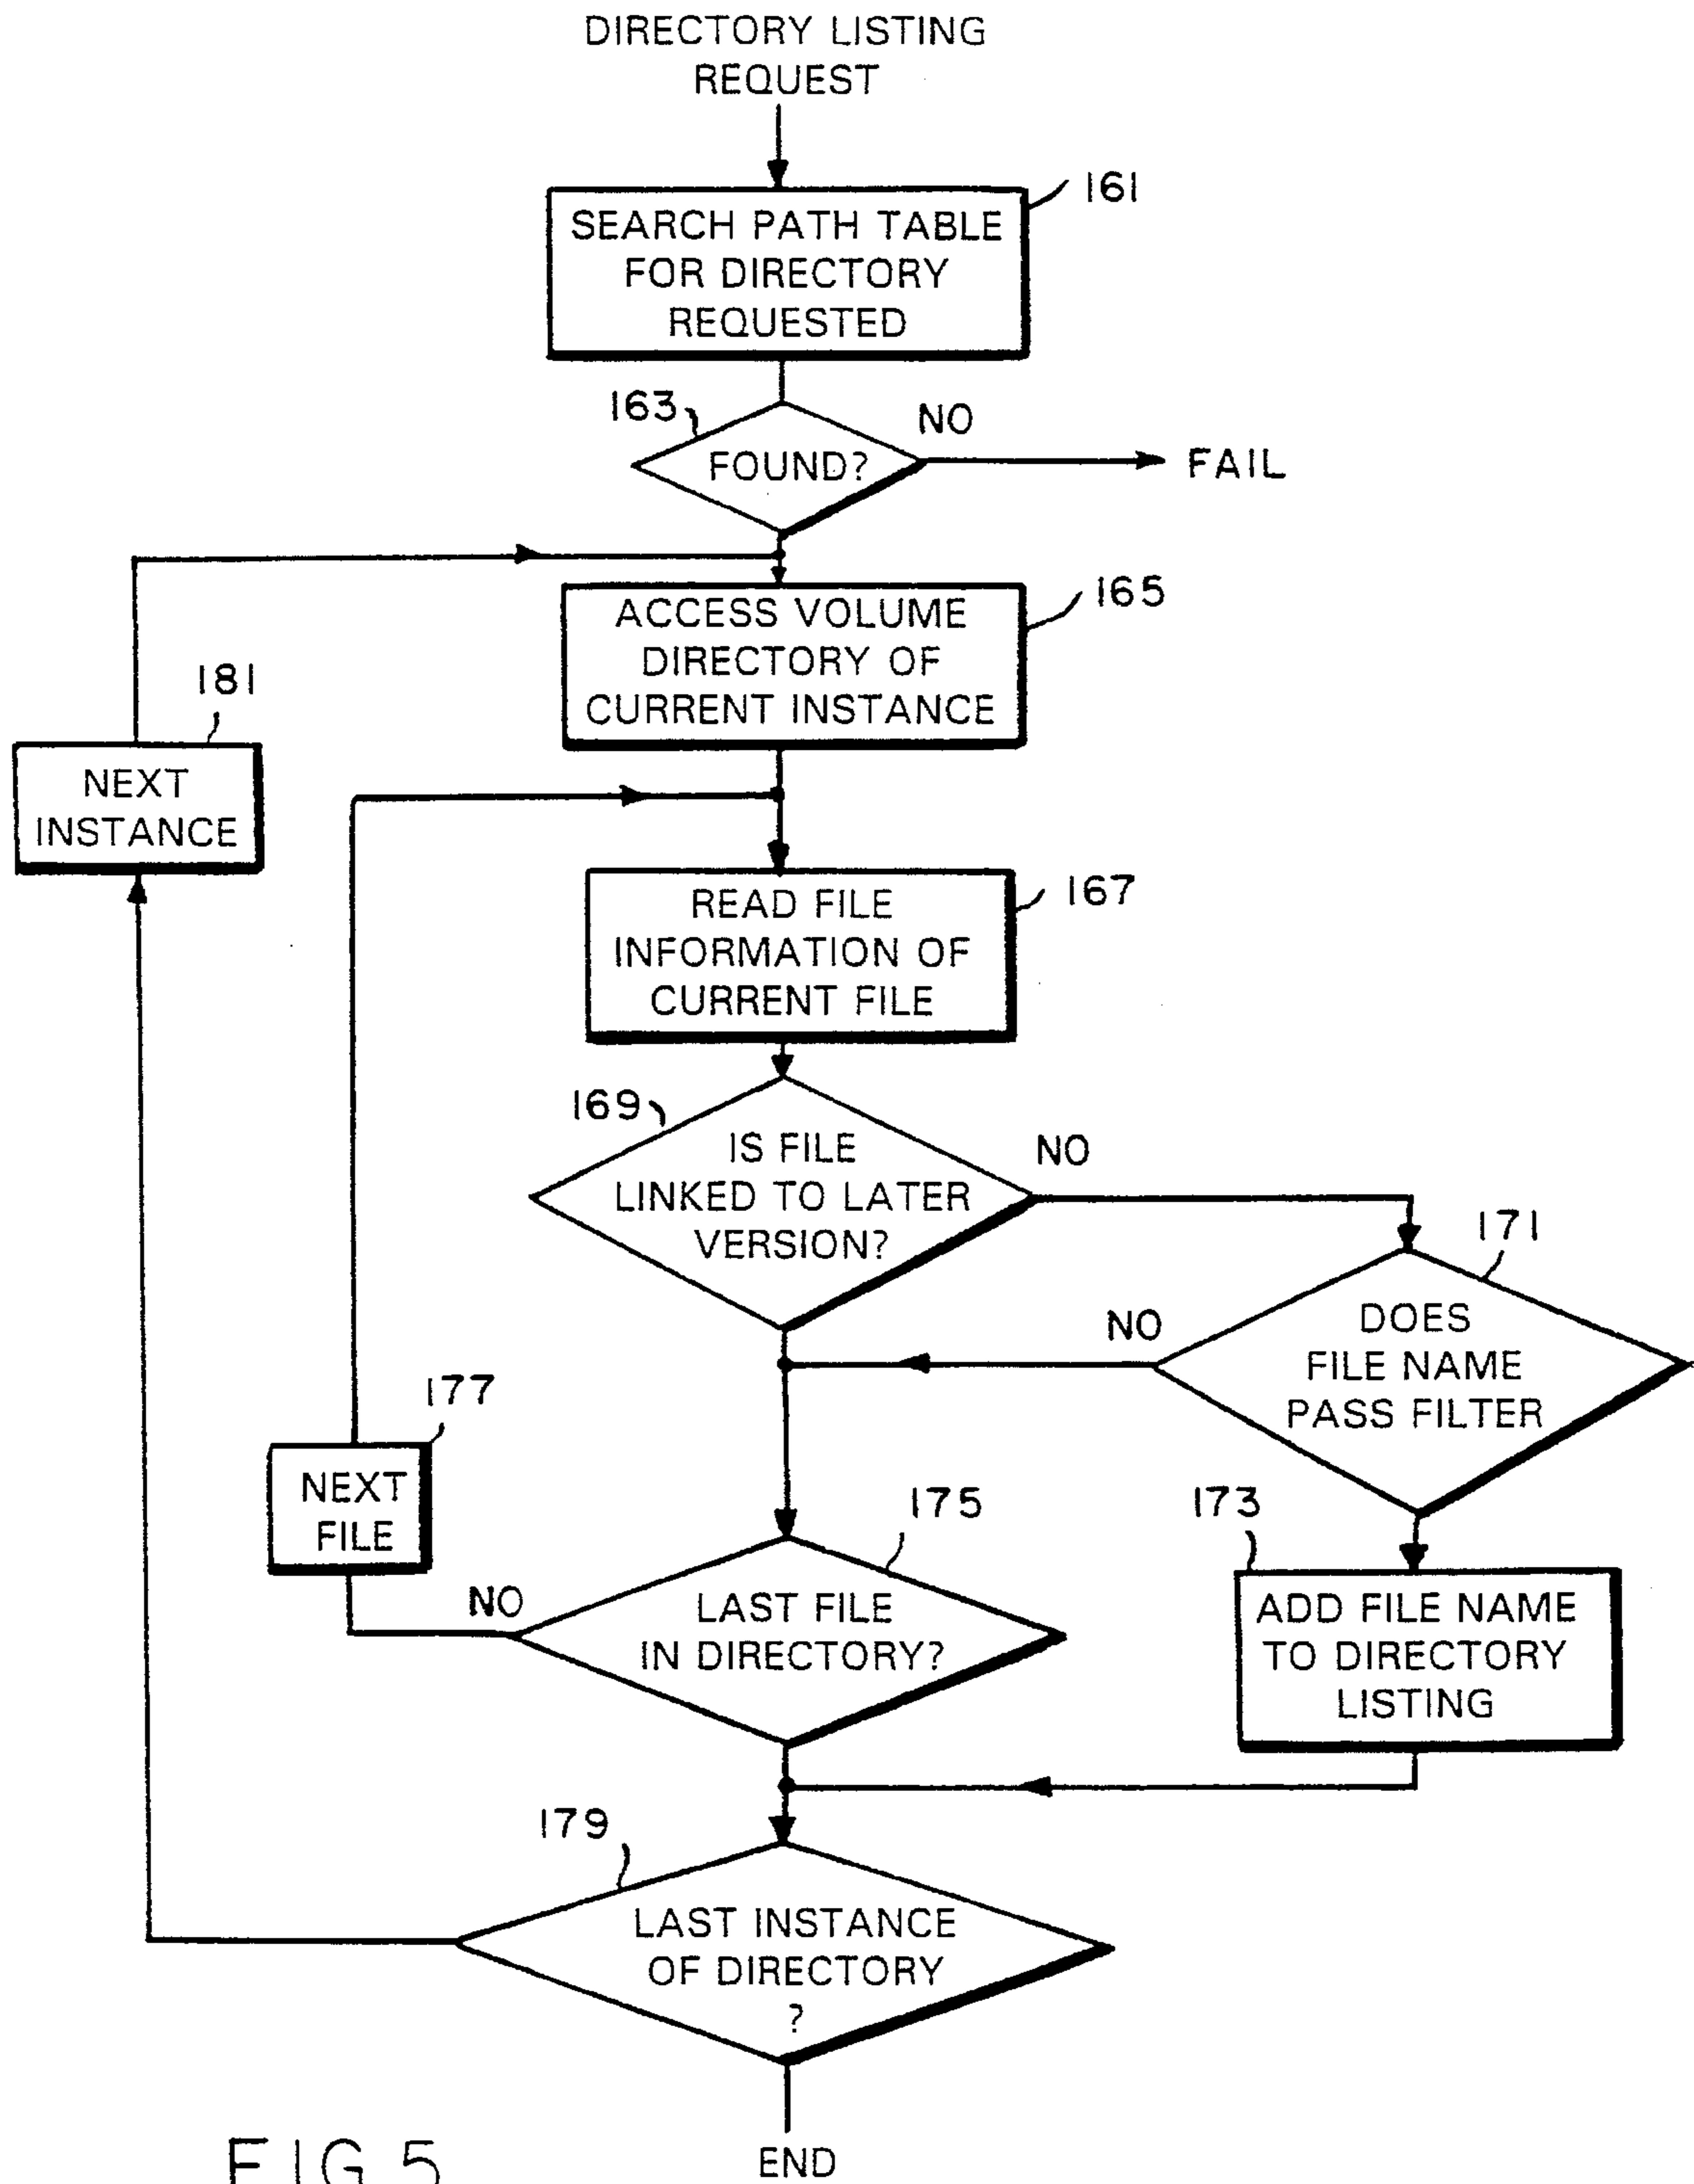 DIRECTORY LISTING
REQUEST
161
SEARCH PATH TABLE
FOR DIRECTORY
REQUESTED
163
NO
FOUND?
FAIL
165
ACCESS VOLUME
DIRECTORY OF
CURRENT INSTANCE
181
NEXT
INSTANCE
167
READ FILE
INFORMATION OF
CURRENT FILE
169
IS FILE
LINKED TO LATER
VERSION?
NO
171
DOES
FILE NAME
PASS FILTER
NO
177
NEXT
FILE
175
LAST FILE
IN DIRECTORY?
NO
173
ADD FILE NAME
TO DIRECTORY
LISTING
179
LAST INSTANCE
OF DIRECTORY
?
END
FIG.5